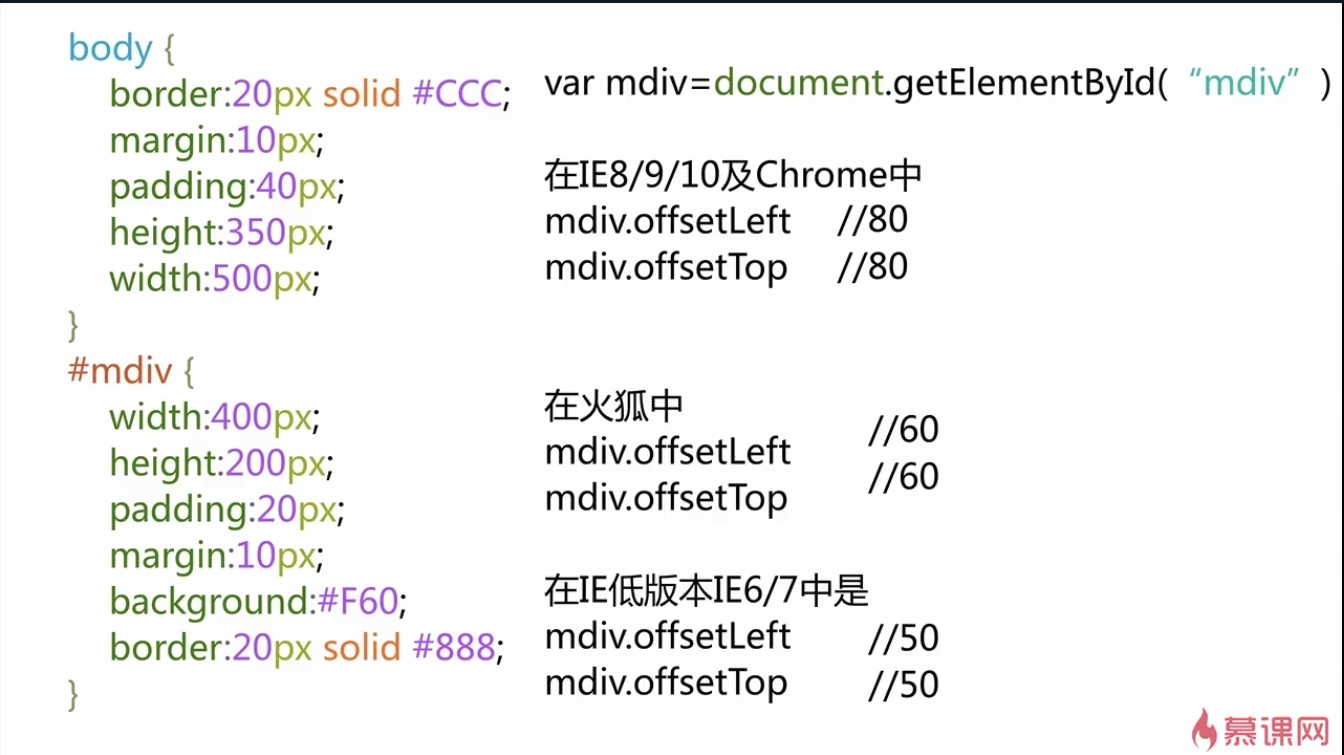 body {
border:20px solid #CCC;
margin:10px;
padding:40px;
height:350px;
width:500px;
}
#mdiv {
width:400px;
height:200px;
padding:20px;
margin:10px;
background:#F60;
border:20px solid #888;
}
var mdiv=document.getElementById(“mdiv”)
在IE8/9/10及Chrome中
mdiv.offsetLeft //80
mdiv.offsetTop //80
在火狐中
mdiv.offsetLeft //60
mdiv.offsetTop //60
在IE低版本IE6/7中是
mdiv.offsetLeft //50
mdiv.offsetTop //50
慕课网